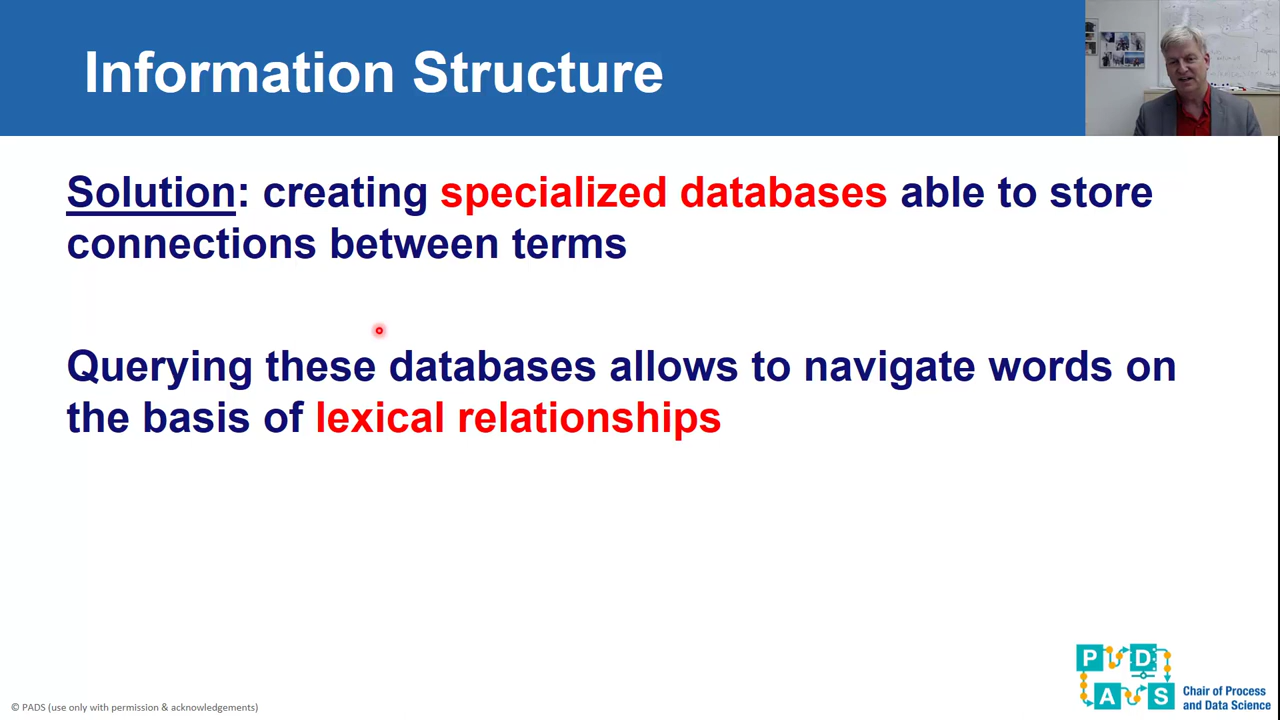 Information Structure
Solution: creating specialized databases able to store
connections between terms
Querying these databases allows to navigate words on
the basis of lexical relationships
P D
A S
Chair of Process
and Data Science
© PADS (use only with permission & acknowledgements)